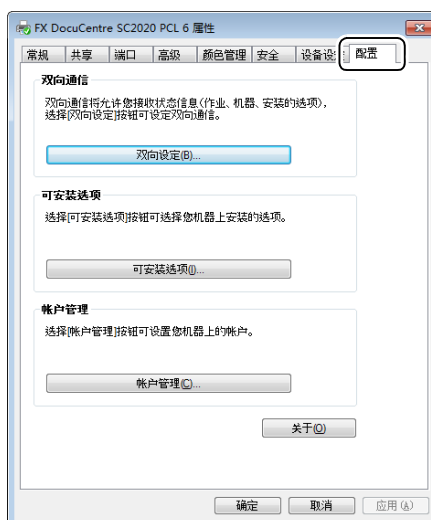 FX DocuCentre SC2020 PCL 6 属性
常规 共享 端口 高级 颜色管理 安全 设备设 配置
双向通信
双向通信将允许您接收状态信息(作业、机器、安装的选项),
选择[双向设定]按钮可设定双向通信。
双向设定(B)...
可安装选项
选择[可安装选项]按钮可选择您机器上安装的选项。
可安装选项(I)...
帐户管理
选择[帐户管理]按钮可设置您机器上的帐户。
帐户管理(C)...
关于(O)
确定 取消 应用(A)